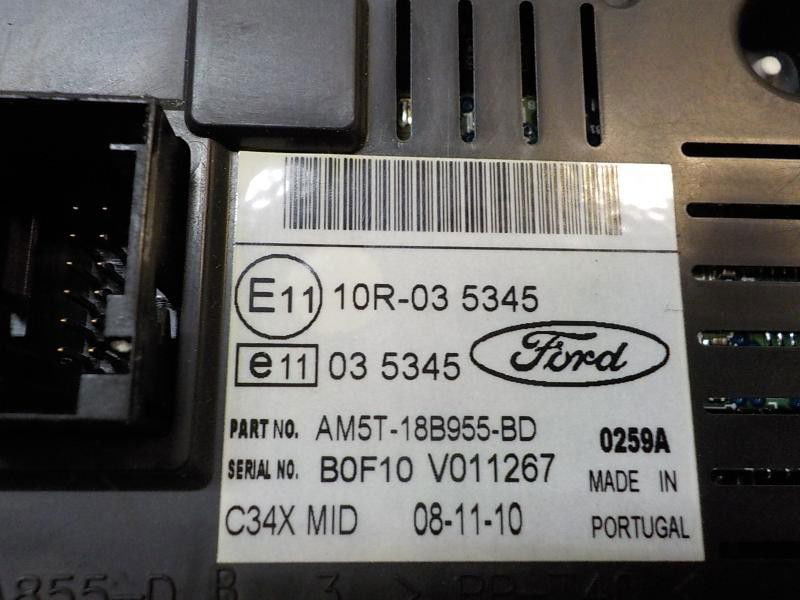 E11 10R-03 5345
e11 03 5345 Ford
PART NO. AM5T-18B955-BD 0259A
SERIAL NO. B0F10 V011267 MADE IN
C34X MID 08-11-10 PORTUGAL